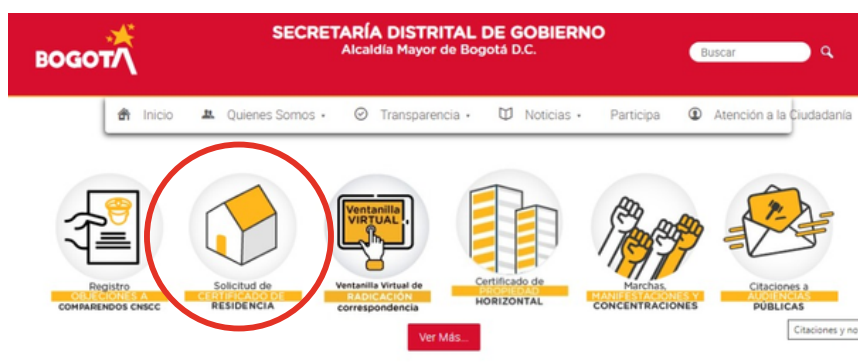 BOGOTÁ
SECRETARÍA DISTRITAL DE GOBIERNO
Alcaldía Mayor de Bogotá D.C.
Buscar
Inicio
Quienes Somos
Transparencia
Noticias
Participa
Atención a la Ciudadanía
Ventanilla
VIRTUAL
Registro
OBJECIONES A
COMPARENDOS CNSCC
Solicitud de
CERTIFICADO DE
RESIDENCIA
Ventanilla Virtual de
RADICACIÓN
correspondencia
Certificado de
PROPIEDAD
HORIZONTAL
Marchas,
MANIFESTACIONES Y
CONCENTRACIONES
Citaciones a
AUDIENCIAS
PÚBLICAS
Ver Más...
Citaciones y no